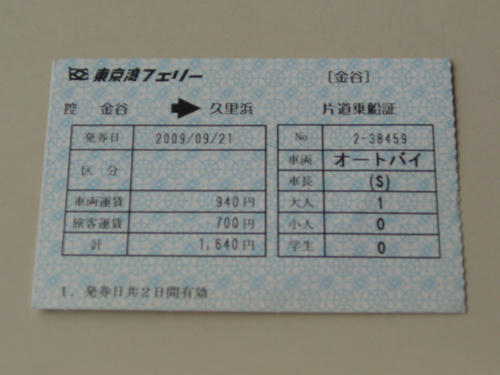 東京湾フェリー [金谷]
控 金谷 ➡ 久里浜 片道乗船証
発券日 2009/09/21
区分
車両運賃 940円
旅客運賃 700円
計 1,640円
No 2-38459
車両 オートバイ
車長 (S)
大人 1
小人 0
学生 0
1. 発券日共2日間有効